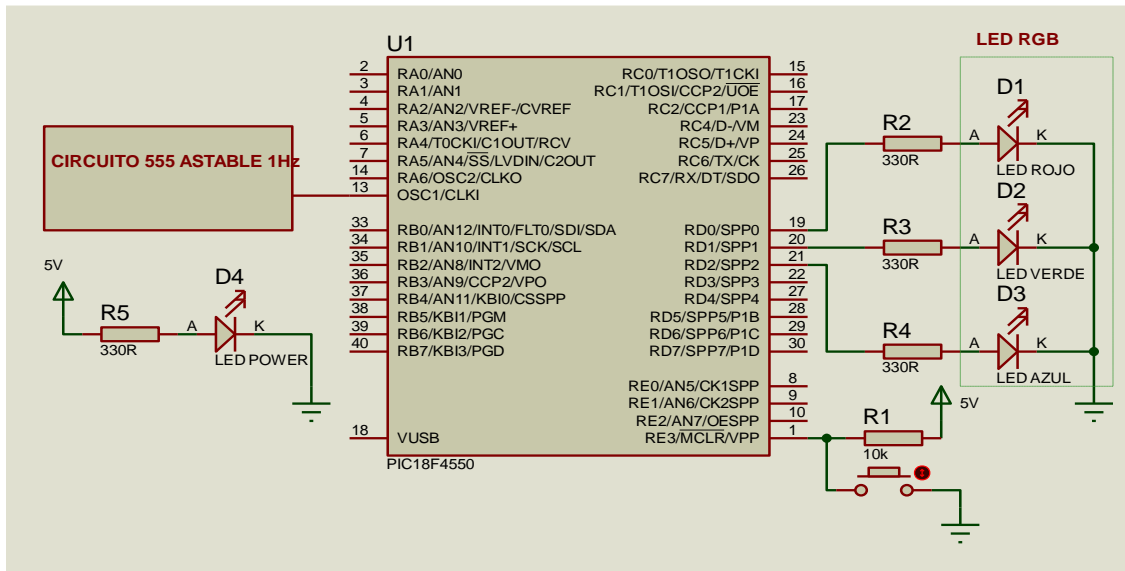 LED RGB
U1
2 RA0/AN0
3 RA1/AN1
4 RA2/AN2/VREF-/CVREF
5 RA3/AN3/VREF+
6 RA4/T0CKI/C1OUT/RCV
7 RA5/AN4/SS/LVDIN/C2OUT
14 RA6/OSC2/CLKO
13 OSC1/CLKI
33 RB0/AN12/INT0/FLT0/SDI/SDA
34 RB1/AN10/INT1/SCK/SCL
35 RB2/AN8/INT2/VMO
36 RB3/AN9/CCP2/VPO
37 RB4/AN11/KBI0/CSSPP
38 RB5/KBI1/PGM
39 RB6/KBI2/PGC
40 RB7/KBI3/PGD
18 VUSB
RC0/T1OSO/T1CKI 15
RC1/T1OSI/CCP2/UOE 16
RC2/CCP1/P1A 17
RC4/D-/VM 23
RC5/D+/VP 24
RC6/TX/CK 25
RC7/RX/DT/SDO 26
RD0/SPP0 19
RD1/SPP1 20
RD2/SPP2 21
RD3/SPP3 22
RD4/SPP4 27
RD5/SPP5/P1B 28
RD6/SPP6/P1C 29
RD7/SPP7/P1D 30
RE0/AN5/CK1SPP 8
RE1/AN6/CK2SPP 9
RE2/AN7/OESPP 10
RE3/MCLR/VPP 1
PIC18F4550
CIRCUITO 555 ASTABLE 1Hz
5V
R5
330R
D4
A K
LED POWER
R2
330R
D1
A K
LED ROJO
R3
330R
D2
A K
LED VERDE
R4
330R
D3
A K
LED AZUL
5V
R1
10k